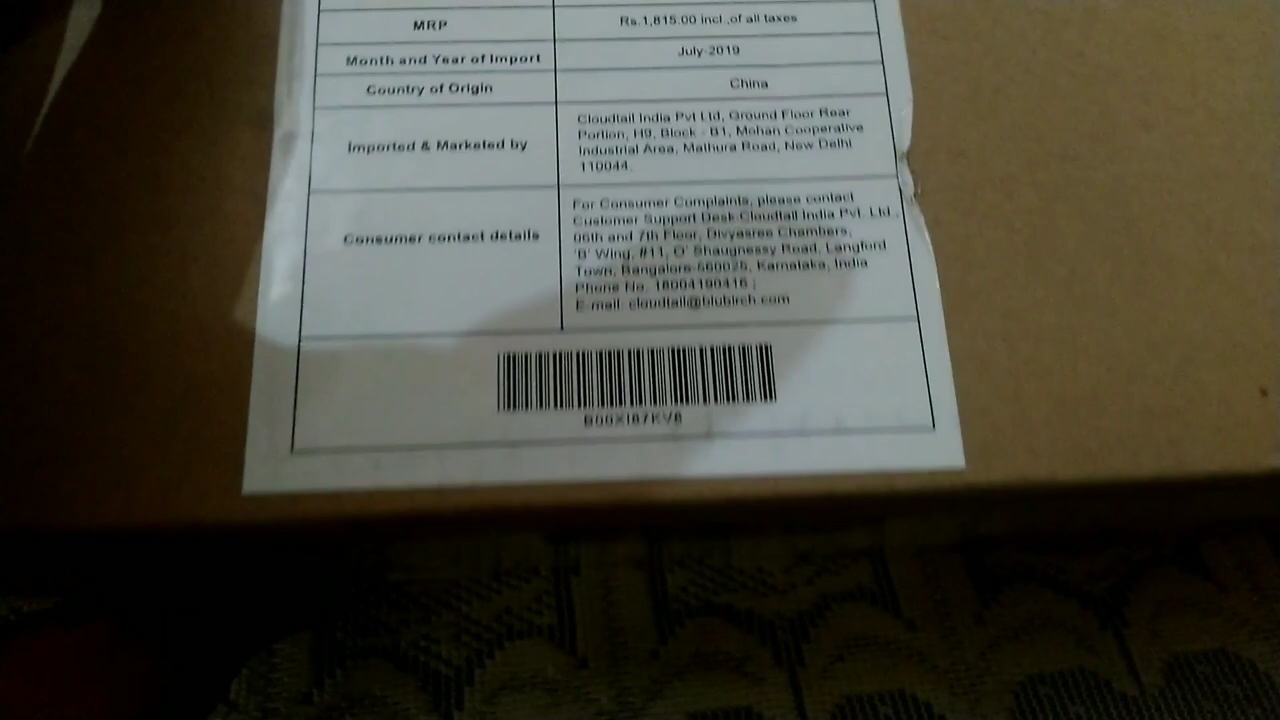 MRP
Rs.1,815.00 incl.,of all taxes
Month and Year of Import
July-2019
Country of Origin
China
Imported & Marketed by
Cloudtail India Pvt Ltd, Ground Floor Rear
Portion, H9, Block - B1, Mohan Cooperative
Industrial Area, Mathura Road, New Delhi
110044.
Consumer contact details
For Consumer Complaints, please contact
Customer Support Desk-Cloudtail India Pvt. Ltd.,
06th and 7th Floor, Divyasree Chambers,
'B' Wing, #11, O' Shaugnessy Road, Langford
Town, Bangalore-560025, Karnataka, India
Phone No. 18004190416 ;
E-mail: cloudtail@blubirch.com
B00XI87KV8